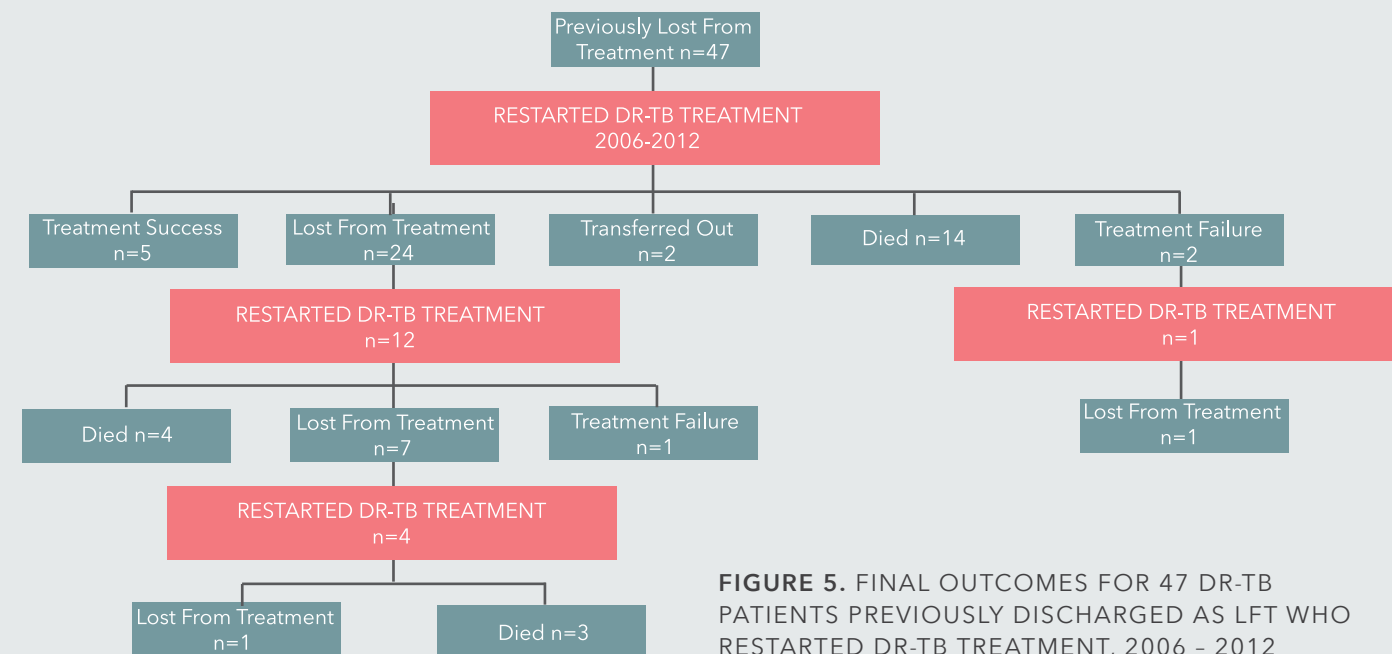 Previously Lost From
Treatment n=47
RESTARTED DR-TB TREATMENT
2006-2012
Treatment Success
n=5
Lost From Treatment
n=24
Transferred Out
n=2
Died n=14
Treatment Failure
n=2
RESTARTED DR-TB TREATMENT
n=12
RESTARTED DR-TB TREATMENT
n=1
Died n=4
Lost From Treatment
n=7
Treatment Failure
n=1
Lost From Treatment
n=1
RESTARTED DR-TB TREATMENT
n=4
Lost From Treatment
n=1
Died n=3
FIGURE 5. FINAL OUTCOMES FOR 47 DR-TB
PATIENTS PREVIOUSLY DISCHARGED AS LFT WHO
RESTARTED DR-TB TREATMENT, 2006 – 2012